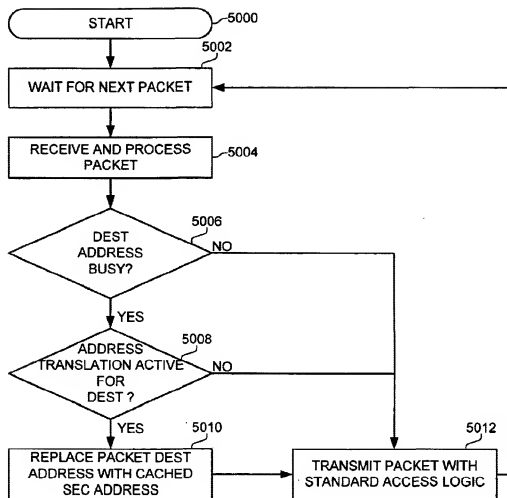 START
5000
5002
WAIT FOR NEXT PACKET
RECEIVE AND PROCESS
PACKET
5004
5006
DEST
ADDRESS
BUSY?
NO
YES
5008
ADDRESS
TRANSLATION ACTIVE
FOR
DEST ?
NO
YES
5010
REPLACE PACKET DEST
ADDRESS WITH CACHED
SEC ADDRESS
5012
TRANSMIT PACKET WITH
STANDARD ACCESS LOGIC